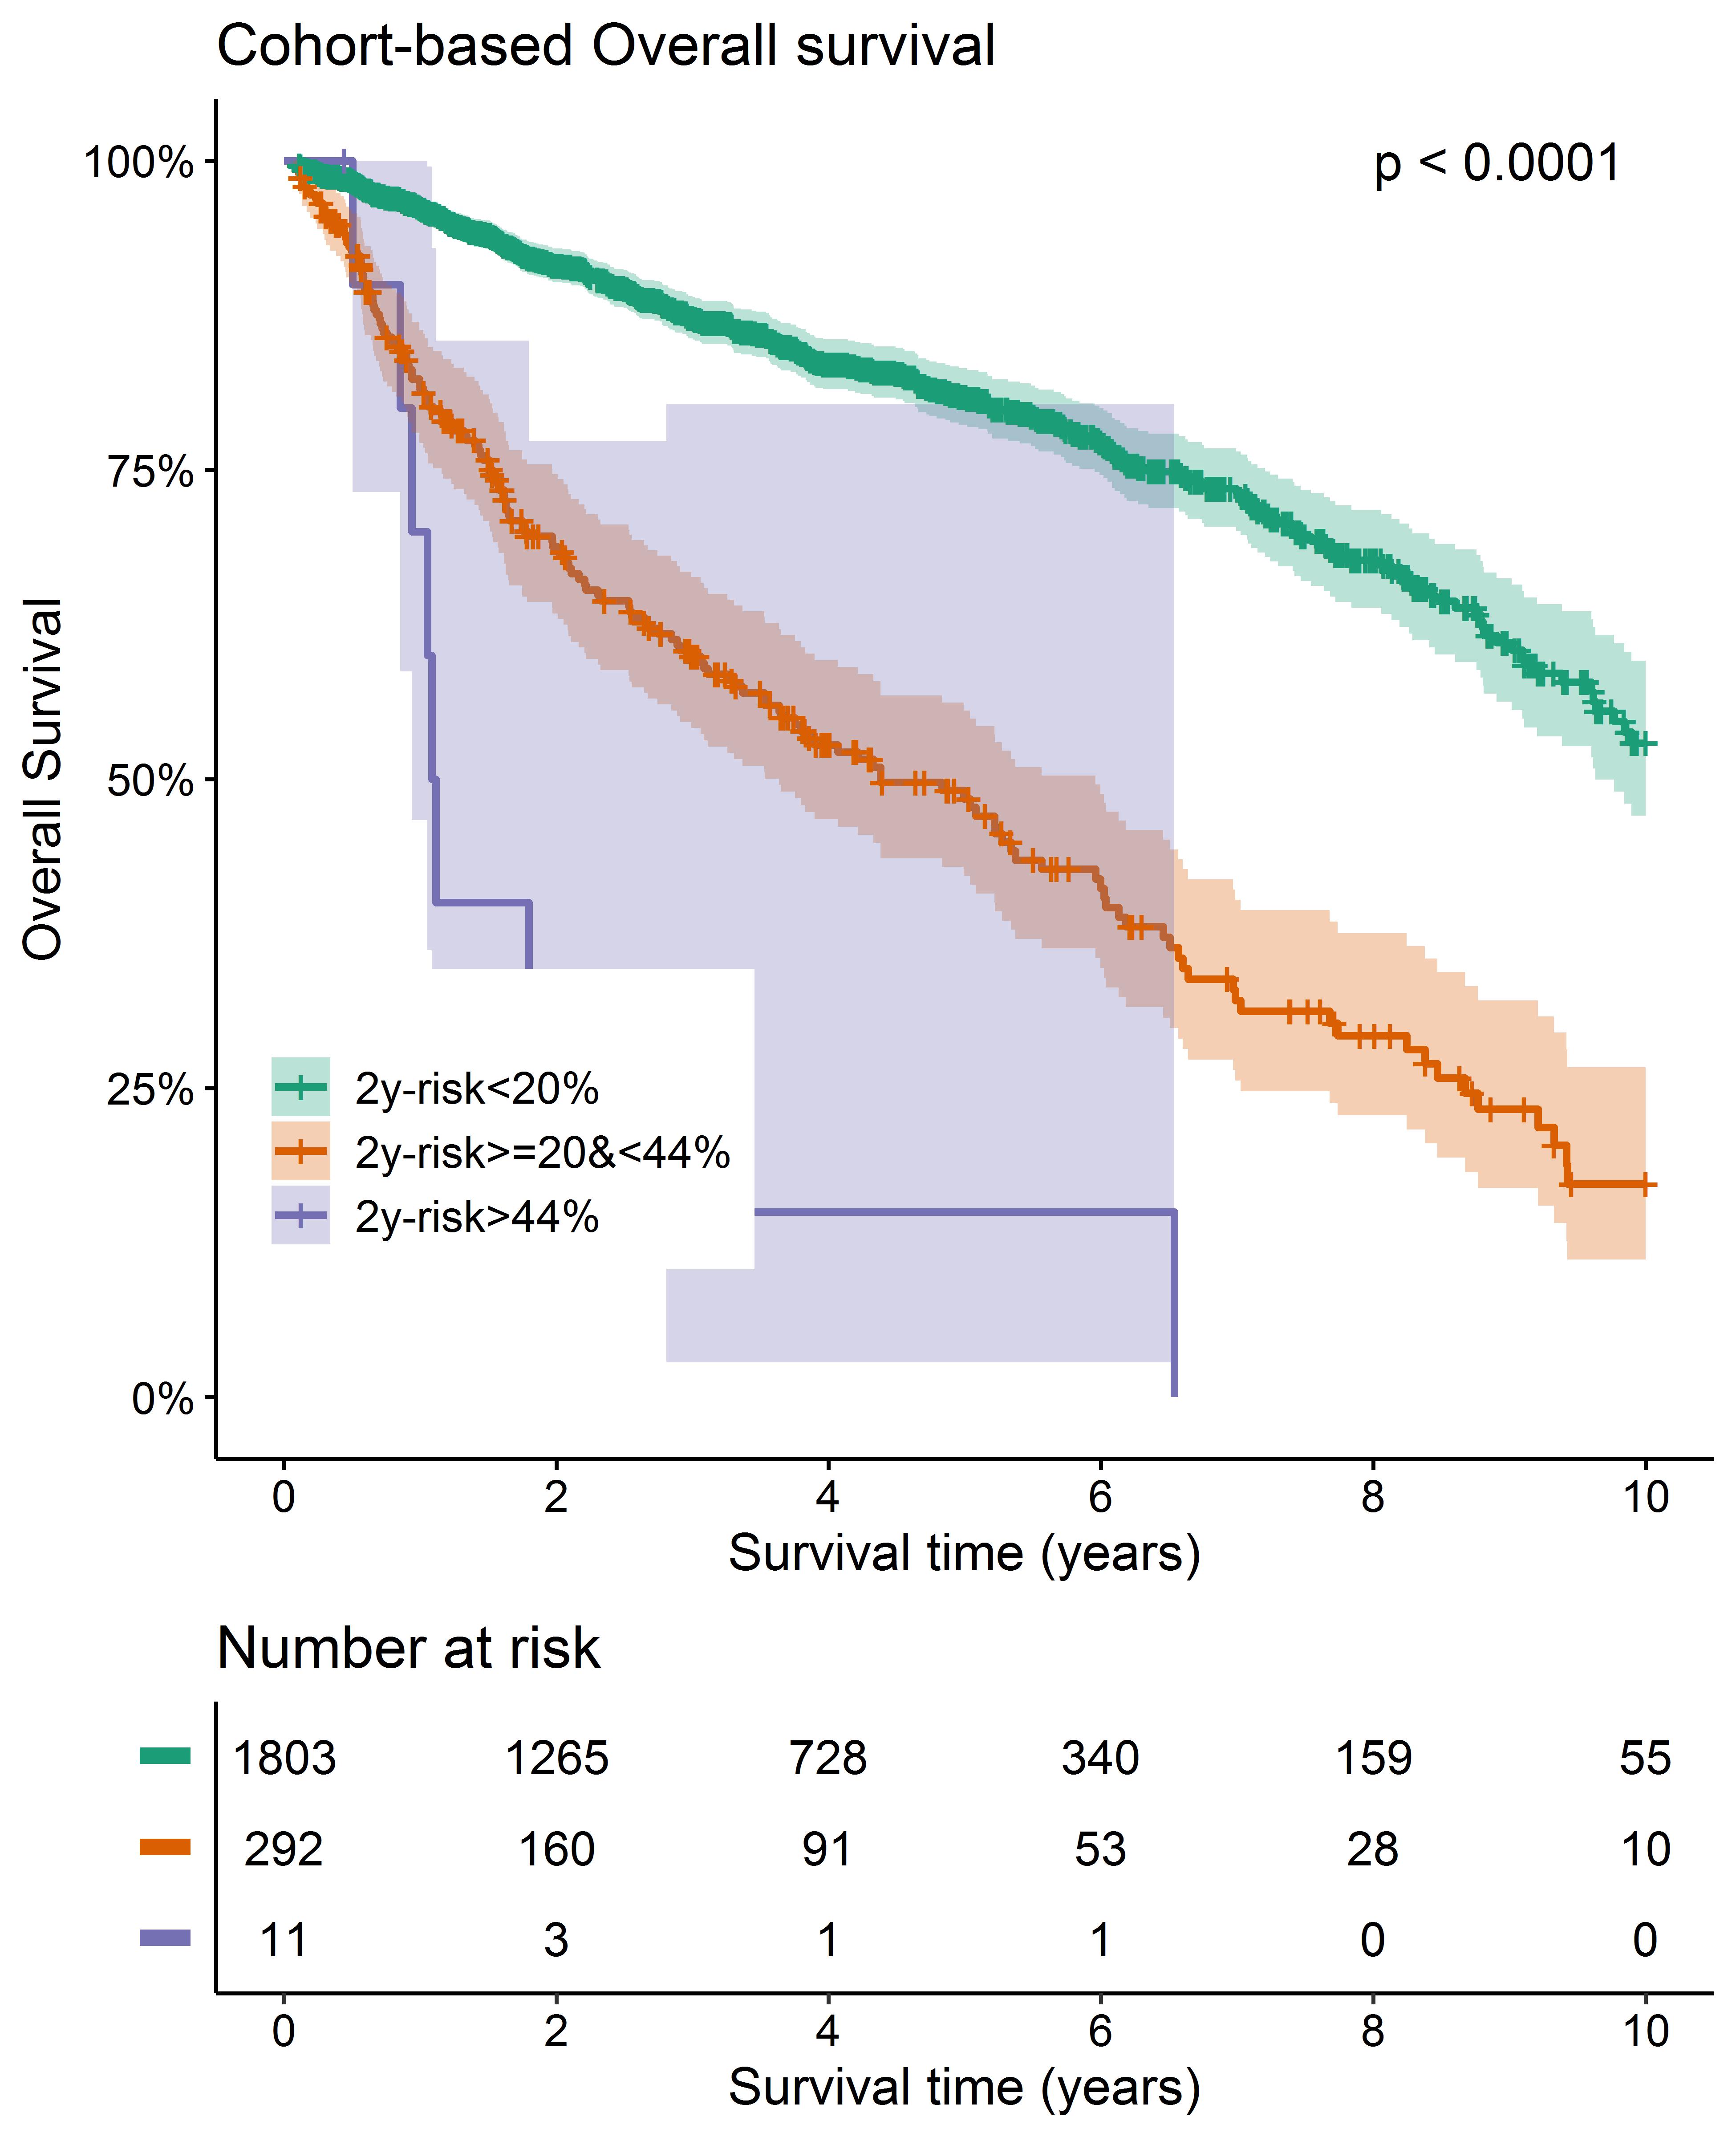 Cohort-based Overall survival
p < 0.0001
100%
75%
50%
25%
0%
Overall Survival
2y-risk<20%
2y-risk>=20&<44%
2y-risk>44%
0 2 4 6 8 10
Survival time (years)
Number at risk
1803 1265 728 340 159 55
292 160 91 53 28 10
11 3 1 1 0 0
0 2 4 6 8 10
Survival time (years)